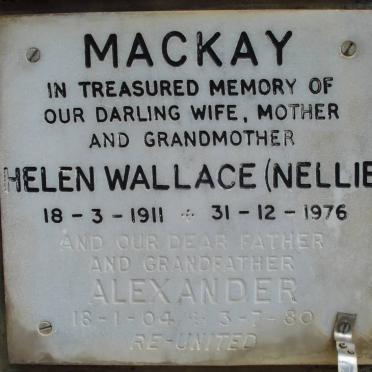 MACKAY
IN TREASURED MEMORY OF
OUR DARLING WIFE, MOTHER
AND GRANDMOTHER
HELEN WALLACE (NELLIE
18-3-1911 + 31-12-1976
AND OUR DEAR FATHER
AND GRANDFATHER
ALEXANDER
18-1-04 + 3-7-80
RE-UNITED